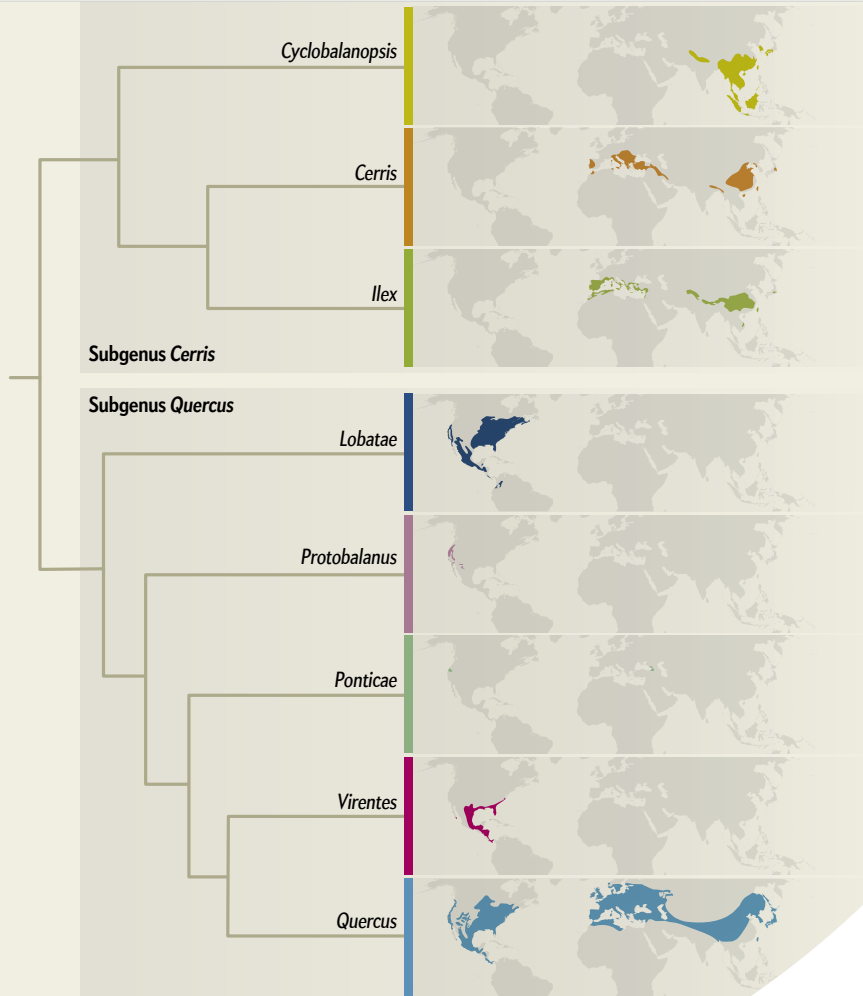 Cyclobalanopsis
Cerris
Ilex
Subgenus Cerris
Subgenus Quercus
Lobatae
Protobalanus
Ponticae
Virentes
Quercus